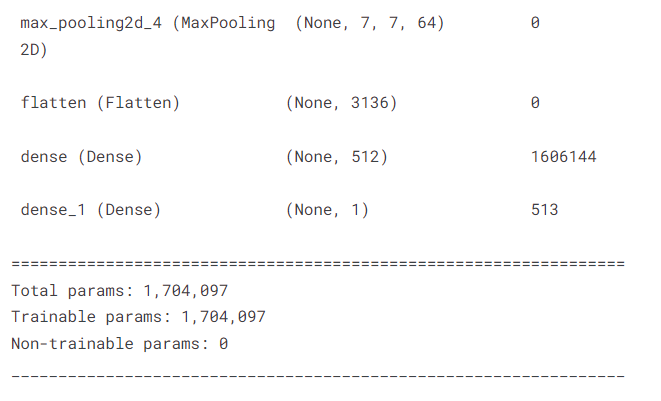 max_pooling2d_4 (MaxPooling  (None, 7, 7, 64)         0
2D)
flatten (Flatten)           (None, 3136)              0
dense (Dense)               (None, 512)               1606144
dense_1 (Dense)             (None, 1)                 513
=================================================================
Total params: 1,704,097
Trainable params: 1,704,097
Non-trainable params: 0
_________________________________________________________________